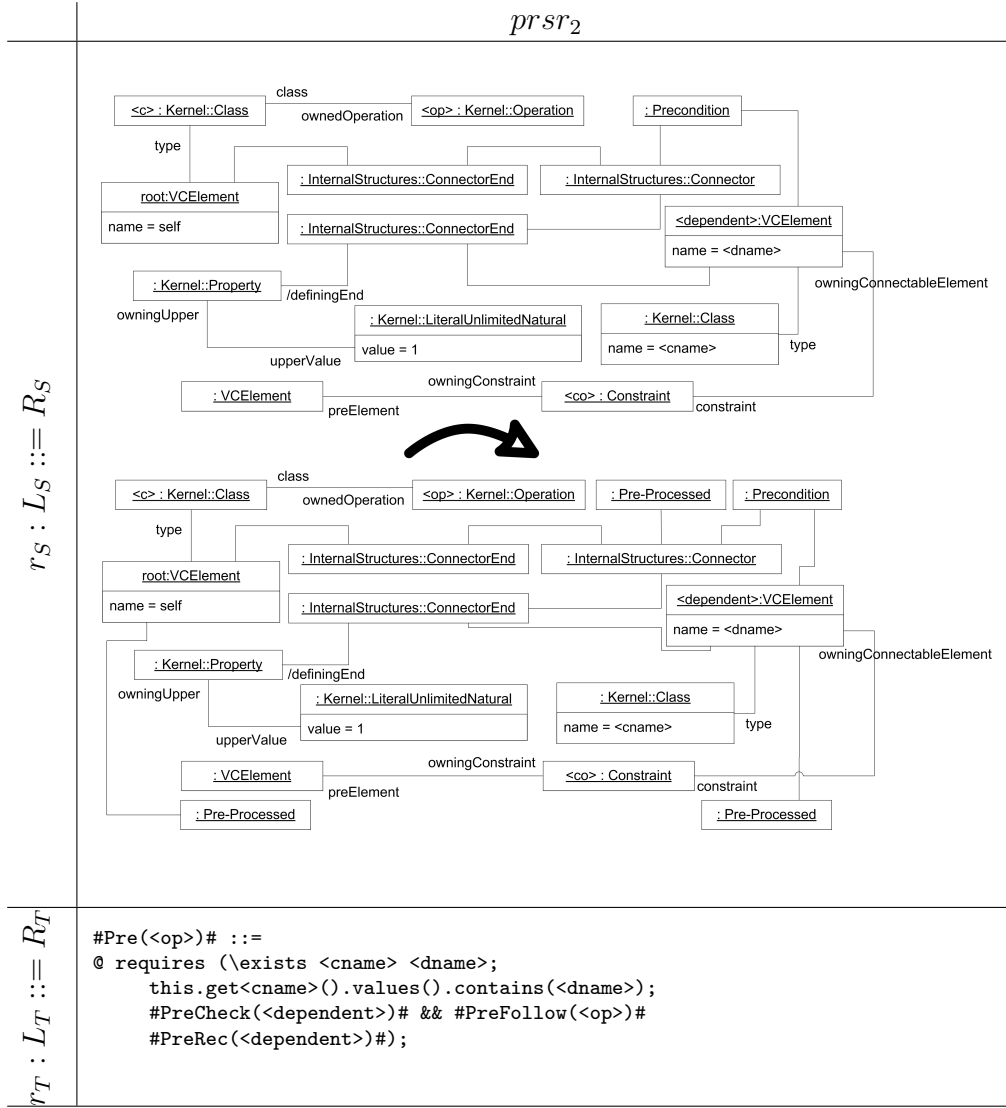 prsr2
<c> : Kernel::Class
class
ownedOperation
<op> : Kernel::Operation
: Precondition
type
: InternalStructures::ConnectorEnd
: InternalStructures::Connector
root:VCElement
name = self
: InternalStructures::ConnectorEnd
<dependent>:VCElement
name = <dname>
: Kernel::Property
/definingEnd
owningConnectableElement
owningUpper
: Kernel::LiteralUnlimitedNatural
value = 1
: Kernel::Class
name = <cname>
type
upperValue
: VCElement
owningConstraint
preElement
<co> : Constraint
constraint
rS : LS ::= RS
<c> : Kernel::Class
class
ownedOperation
<op> : Kernel::Operation
: Pre-Processed
: Precondition
type
: InternalStructures::ConnectorEnd
: InternalStructures::Connector
root:VCElement
name = self
: InternalStructures::ConnectorEnd
<dependent>:VCElement
name = <dname>
: Kernel::Property
/definingEnd
owningConnectableElement
owningUpper
: Kernel::LiteralUnlimitedNatural
value = 1
: Kernel::Class
name = <cname>
type
upperValue
: VCElement
owningConstraint
preElement
<co> : Constraint
constraint
: Pre-Processed
: Pre-Processed
rT : LT ::= RT
#Pre(<op>)# ::=
@ requires (\exists <cname> <dname>;
this.get<cname>().values().contains(<dname>);
#PreCheck(<dependent>)# && #PreFollow(<op>)#
#PreRec(<dependent>)#);